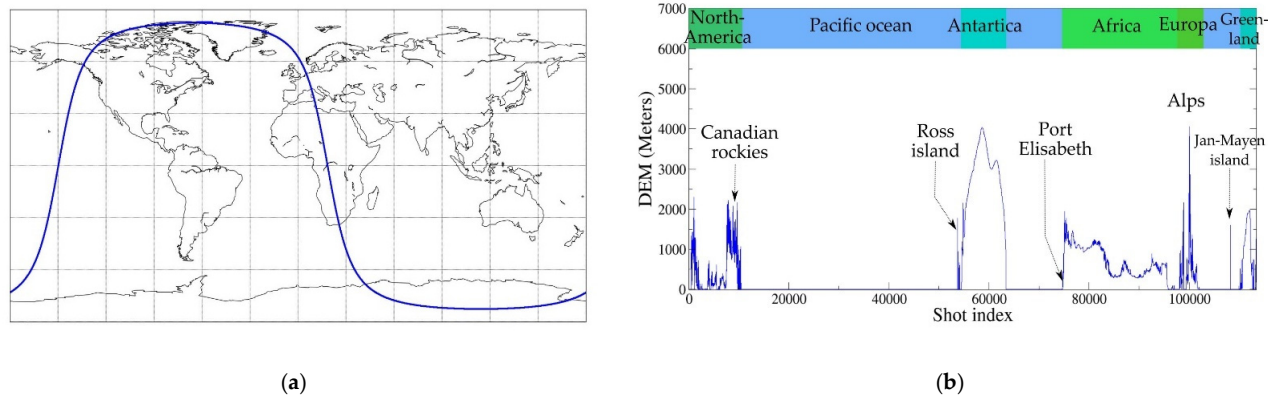 7000
6000
5000
4000
3000
2000
1000
0
DEM (Meters)
North-
America
Pacific ocean
Antartica
Africa
Europa
Green-
land
Canadian
rockies
Ross
island
Port
Elisabeth
Alps
Jan-Mayen
island
0
20000
40000
60000
80000
100000
Shot index
(a)
(b)